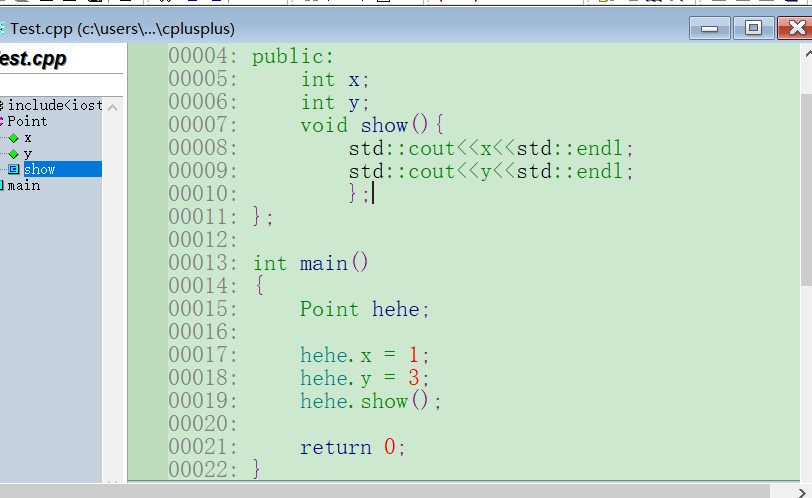 Test.cpp (c:\users\...\cplusplus)
est.cpp
include<iost
Point
x
y
show
main
00004: public:
00005:     int x;
00006:     int y;
00007:     void show(){
00008:         std::cout<<x<<std::endl;
00009:         std::cout<<y<<std::endl;
00010:         };
00011: };
00012:
00013: int main()
00014: {
00015:     Point hehe;
00016:
00017:     hehe.x = 1;
00018:     hehe.y = 3;
00019:     hehe.show();
00020:
00021:     return 0;
00022: }